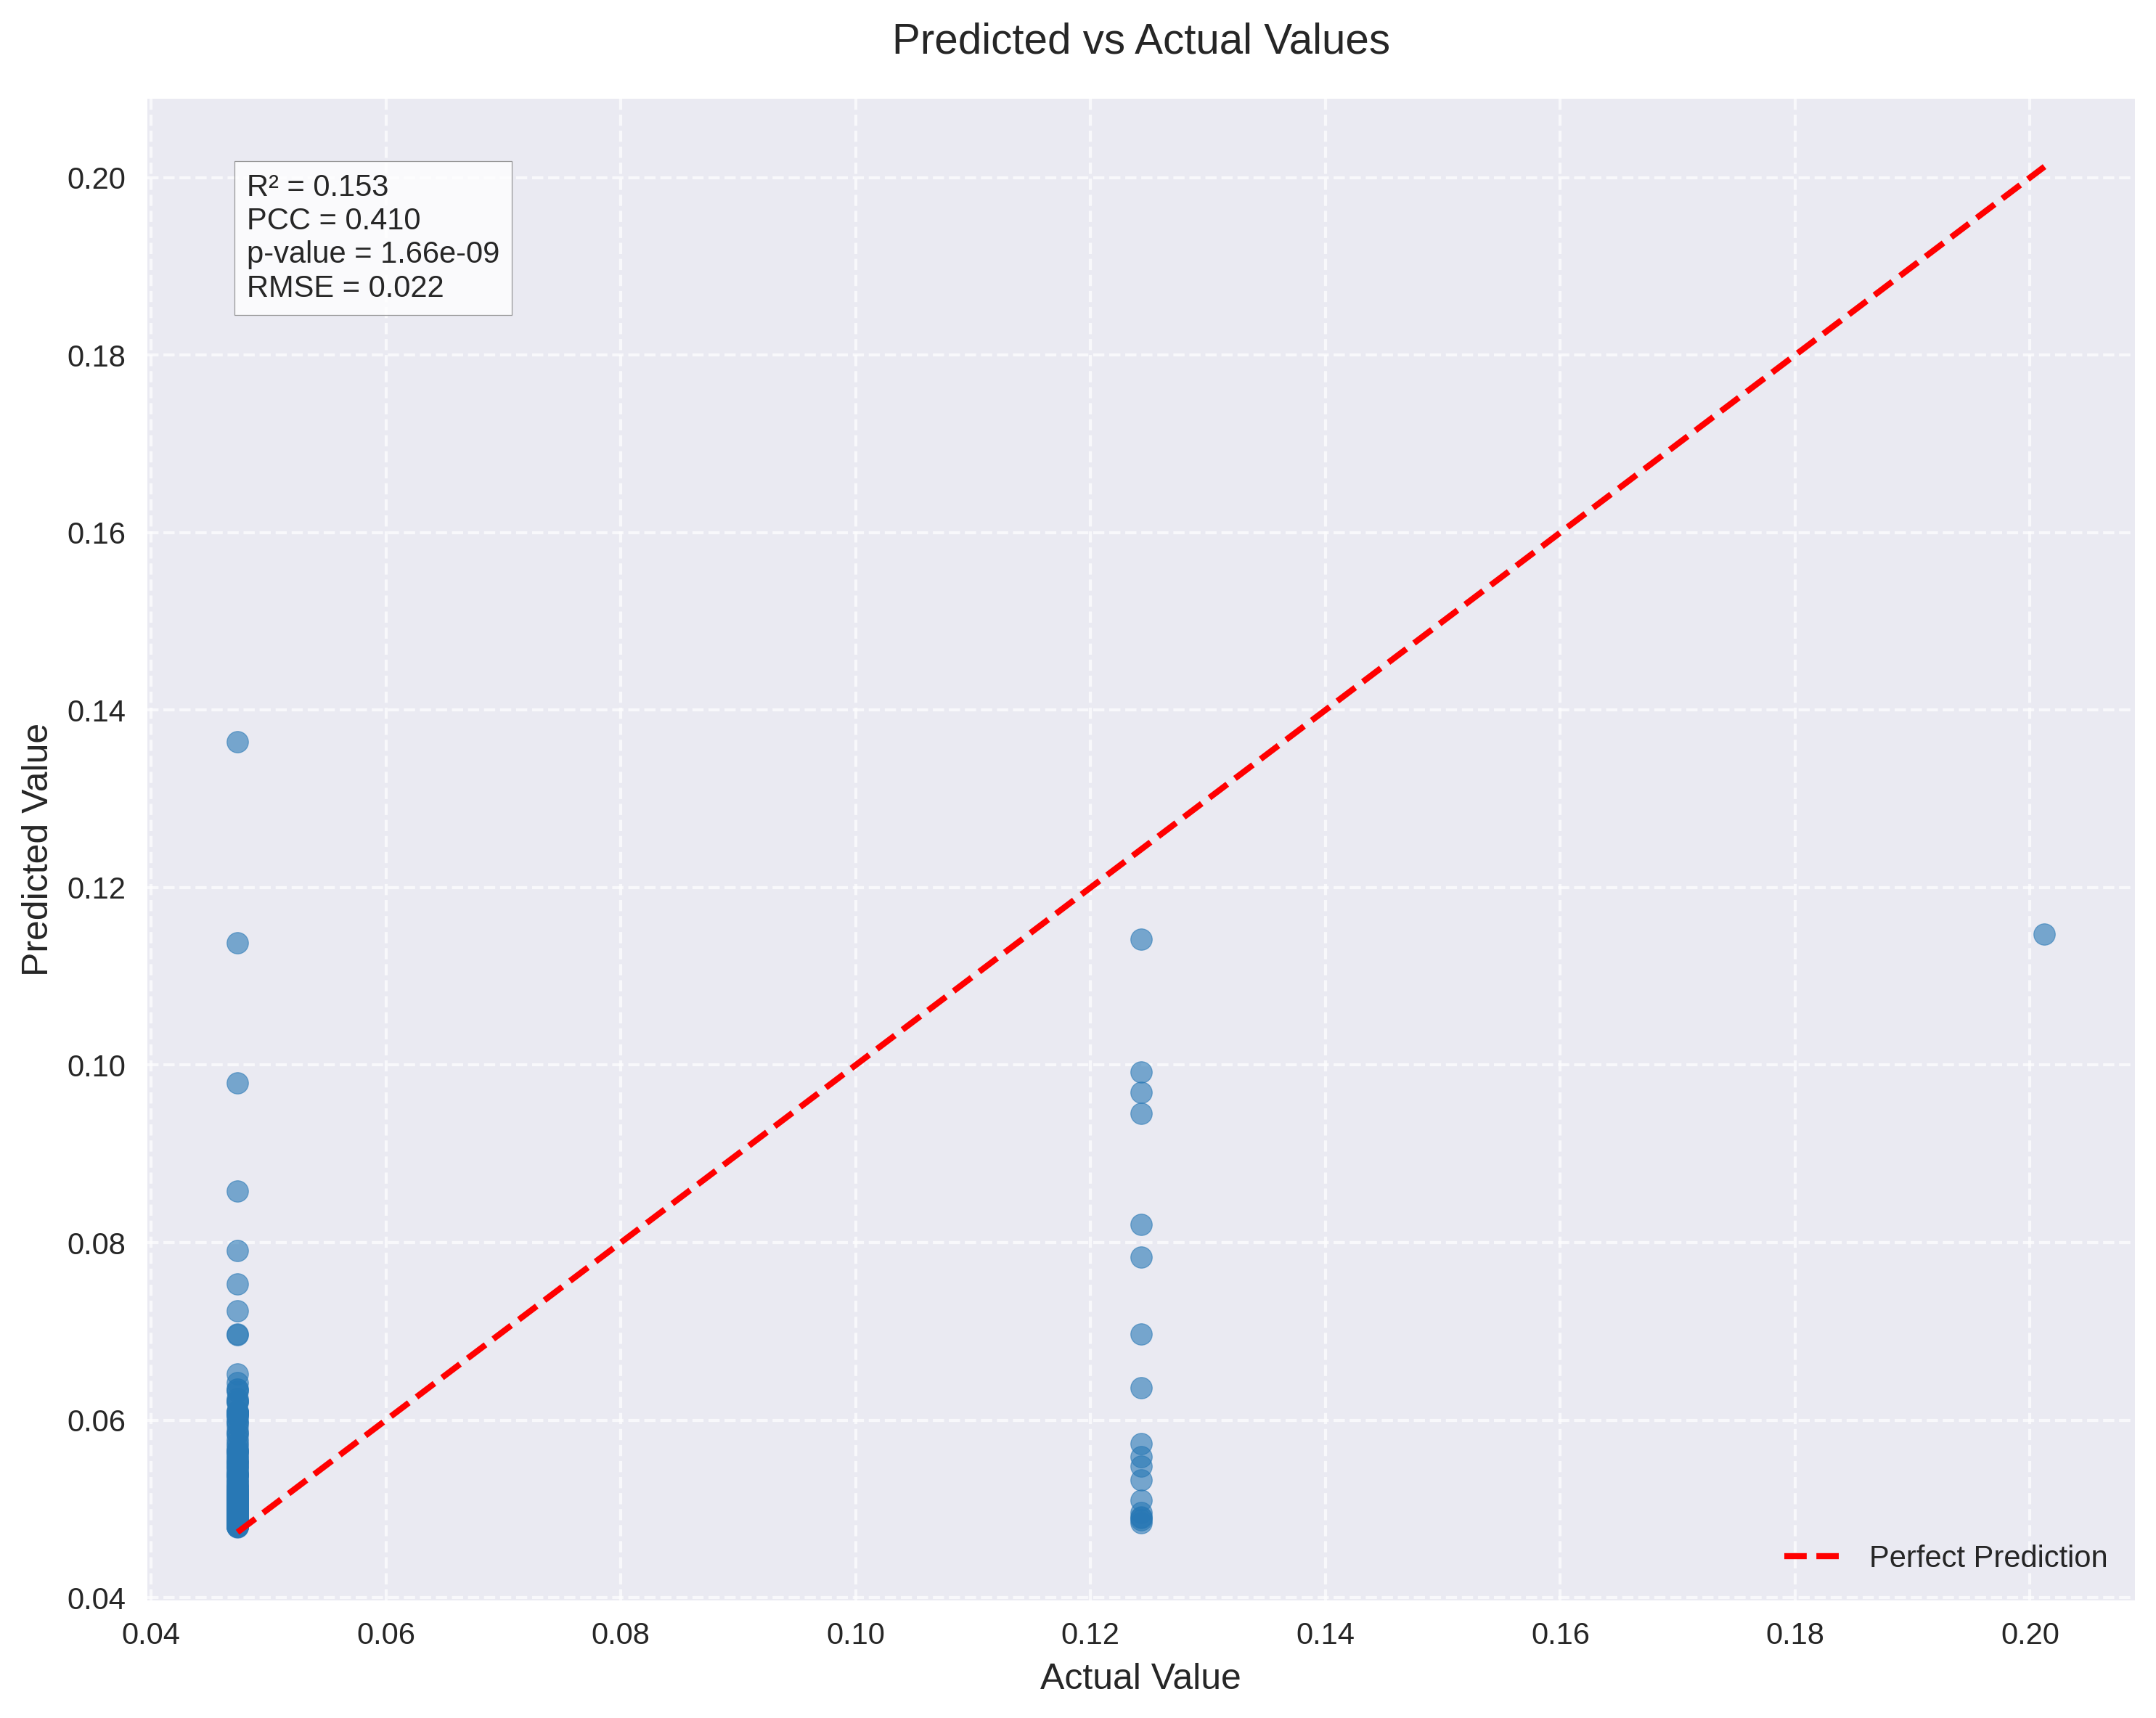 Predicted vs Actual Values
R² = 0.153
PCC = 0.410
p-value = 1.66e-09
RMSE = 0.022
0.20
0.18
0.16
0.14
0.12
0.10
0.08
0.06
0.04
Predicted Value
Perfect Prediction
0.04 0.06 0.08 0.10 0.12 0.14 0.16 0.18 0.20
Actual Value